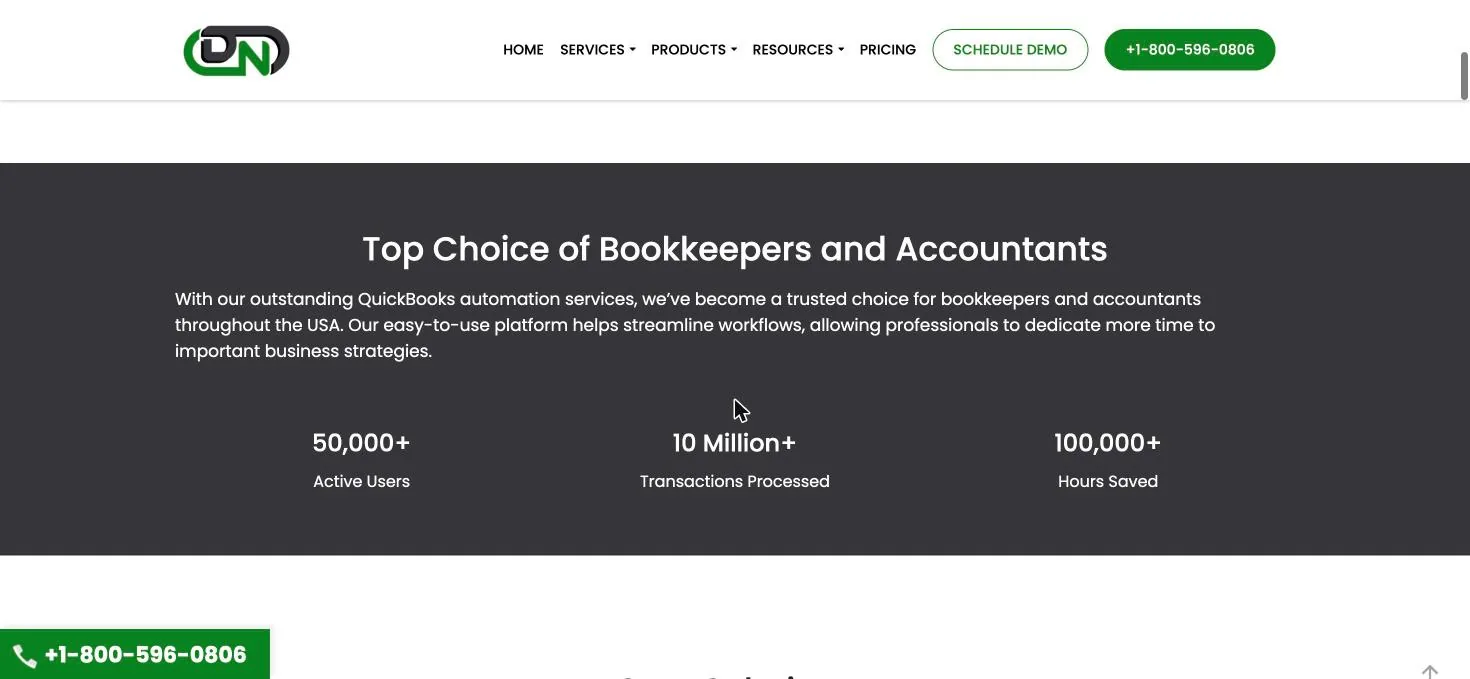 DN
HOME SERVICES PRODUCTS RESOURCES PRICING SCHEDULE DEMO +1-800-596-0806
Top Choice of Bookkeepers and Accountants
With our outstanding QuickBooks automation services, we’ve become a trusted choice for bookkeepers and accountants
throughout the USA. Our easy-to-use platform helps streamline workflows, allowing professionals to dedicate more time to
important business strategies.
50,000+ 10 Million+ 100,000+
Active Users Transactions Processed Hours Saved
+1-800-596-0806